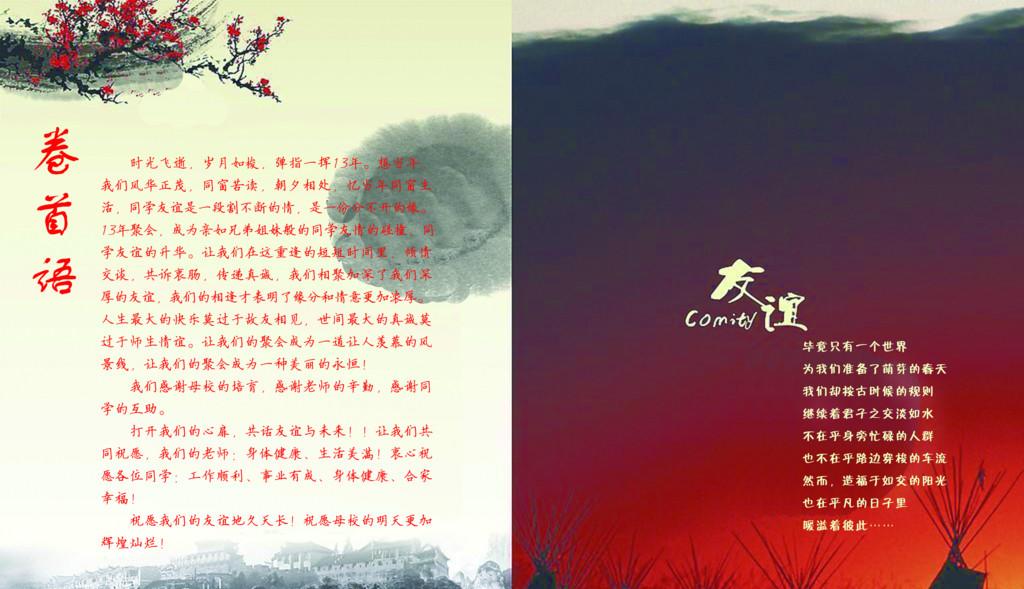 卷首语
时光飞逝，岁月如梭，弹指一挥13年。想当年
我们风华正茂，同窗苦读，朝夕相处，忆当年同窗生
活，同学友谊是一段割不断的情，是一份分不开的缘。
13年聚会，成为亲如兄弟姐妹般的同学友情的碰撞，同
学友谊的升华。让我们在这重逢的短短时间里，倾情
交谈，共诉衷肠，传递真诚，我们相聚加深了我们深
厚的友谊，我们的相逢才表明了缘分和情意更加浓厚。
人生最大的快乐莫过于故友相见，世间最大的真诚莫
过于师生情谊。让我们的聚会成为一道让人羡慕的风
景线，让我们的聚会成为一种美丽的永恒！
我们感谢母校的培育，感谢老师的辛勤，感谢同
学的互助。
打开我们的心扉，共话友谊与未来！！让我们共
同祝愿，我们的老师：身体健康、生活美满！衷心祝
愿各位同学：工作顺利、事业有成、身体健康、合家
幸福！
祝愿我们的友谊地久天长！祝愿母校的明天更加
辉煌灿烂！
友谊
Comity
毕竟只有一个世界
为我们准备了萌芽的春天
我们却按古时候的规则
继续着君子之交淡如水
不在乎身旁忙碌的人群
也不在乎路边穿梭的车流
然而，造福于如交的阳光
也在平凡的日子里
暖溢着彼此……